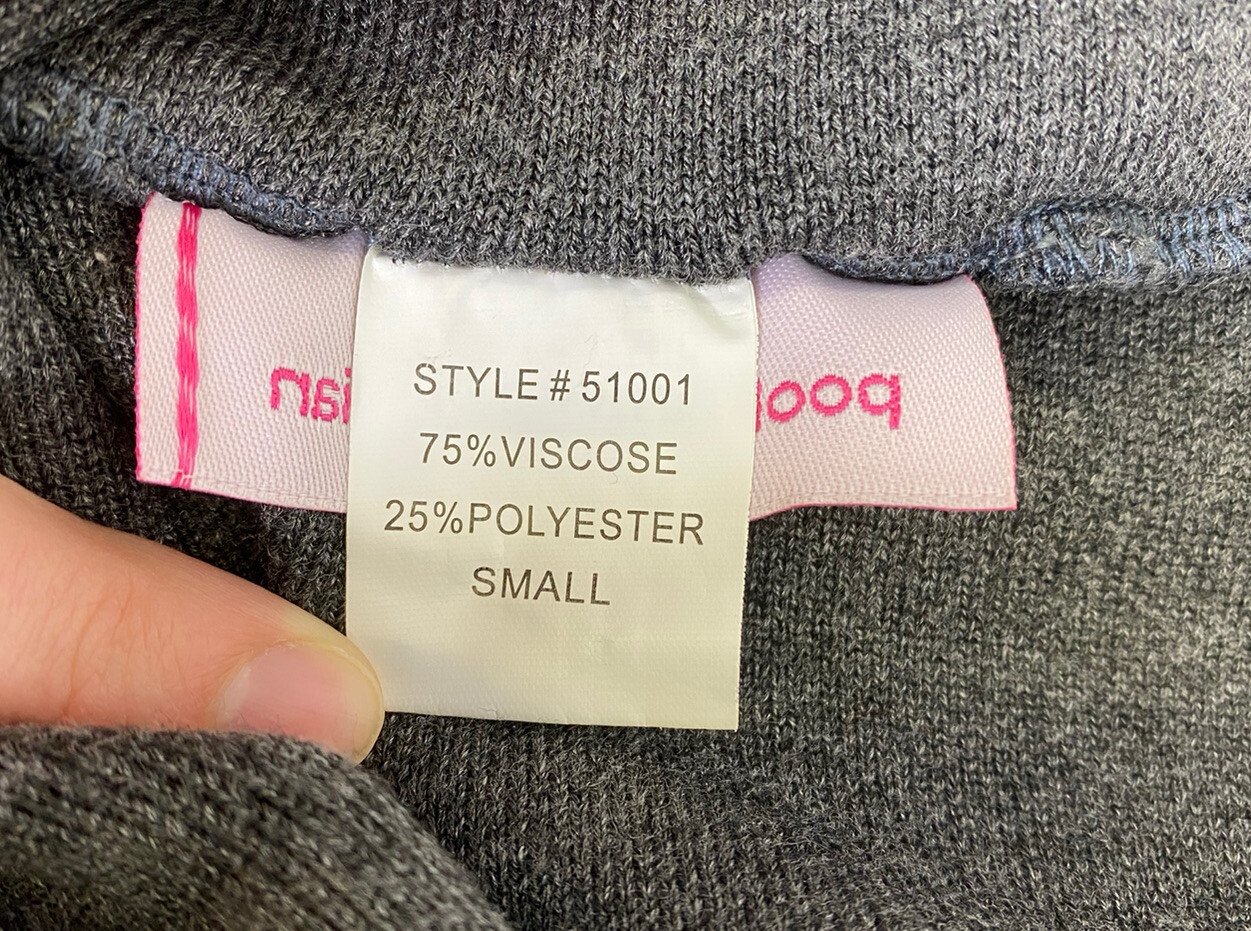 STYLE # 51001
75%VISCOSE
25%POLYESTER
SMALL